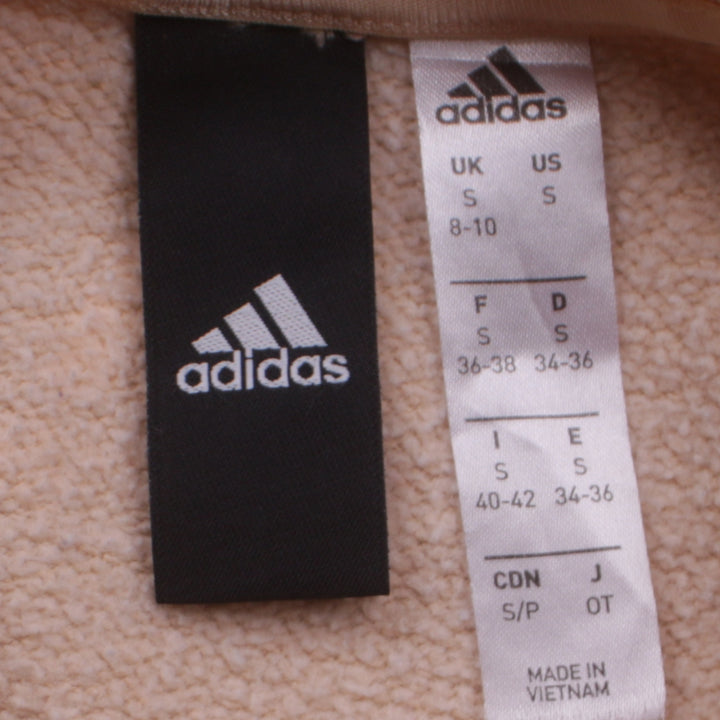 adidas
adidas
UK US
S S
8-10
F D
S S
36-38 34-36
I E
S S
40-42 34-36
CDN J
S/P OT
MADE IN
VIETNAM